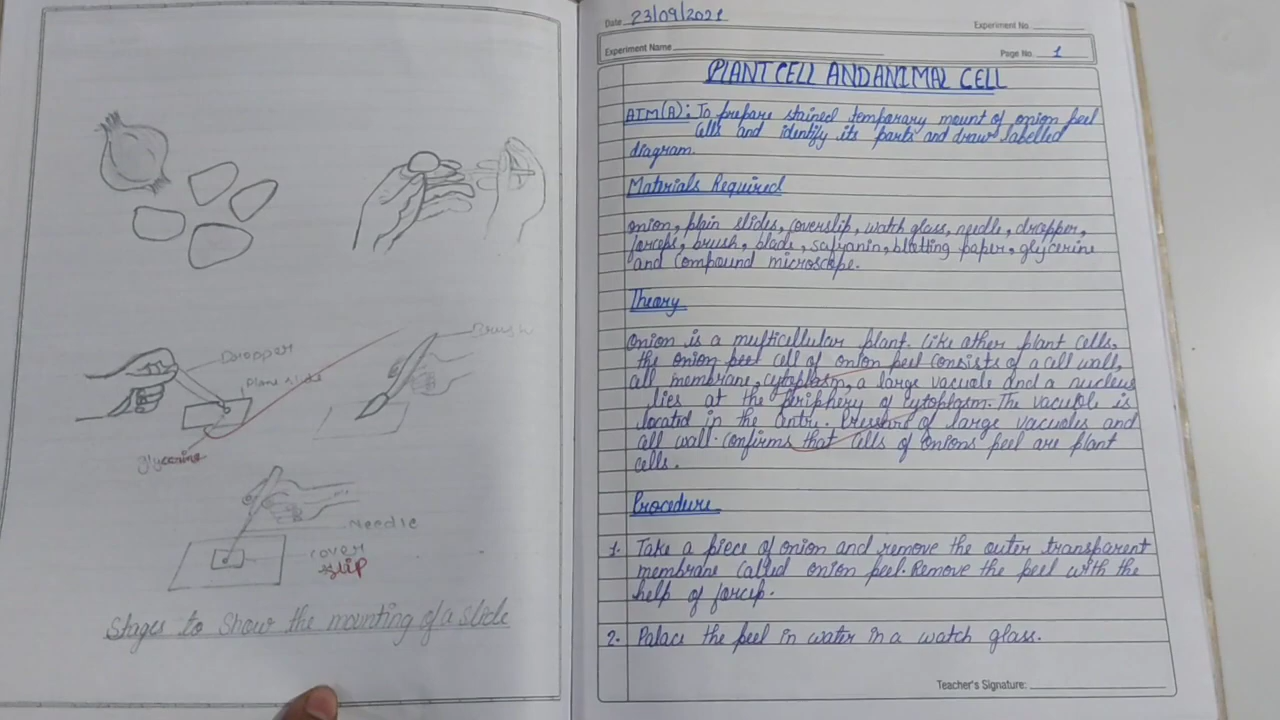 Dropper
Brush
Plane slide
glycerine
Needle
cover
slip
Stages to Show the mounting of a slide
Date 23/09/2021
Experiment No.
Experiment Name
Page No. 1
PLANT CELL AND ANIMAL CELL
AIM(A): To prepare stained temporary mount of onion peel
Cells and identify its parts and draw labelled
diagram.
Materials Required
Onion, plain slides, coverslip, watch glass, needle, dropper,
forceps, brush, blade, safranin, blotting paper, glycerine
and Compound microscope.
Theory
Onion is a multicellular plant. Like other plant cells.
the onion peel cell of onion peel consists of a cell wall,
cell membrane, cytoplasm, a large vacuole and a nucleus
lies at the periphery of cytoplasm. The vacuole is
located in the centre. Presence of large vacuoles and
cell wall. confirms that Cells of onions peel are plant
cells.
Procedure
1. Take a piece of onion and remove the outer transparent
membrane called onion peel. Remove the peel with the
help of forcep.
2. Palace the peel in water in a watch glass.
Teacher's Signature: